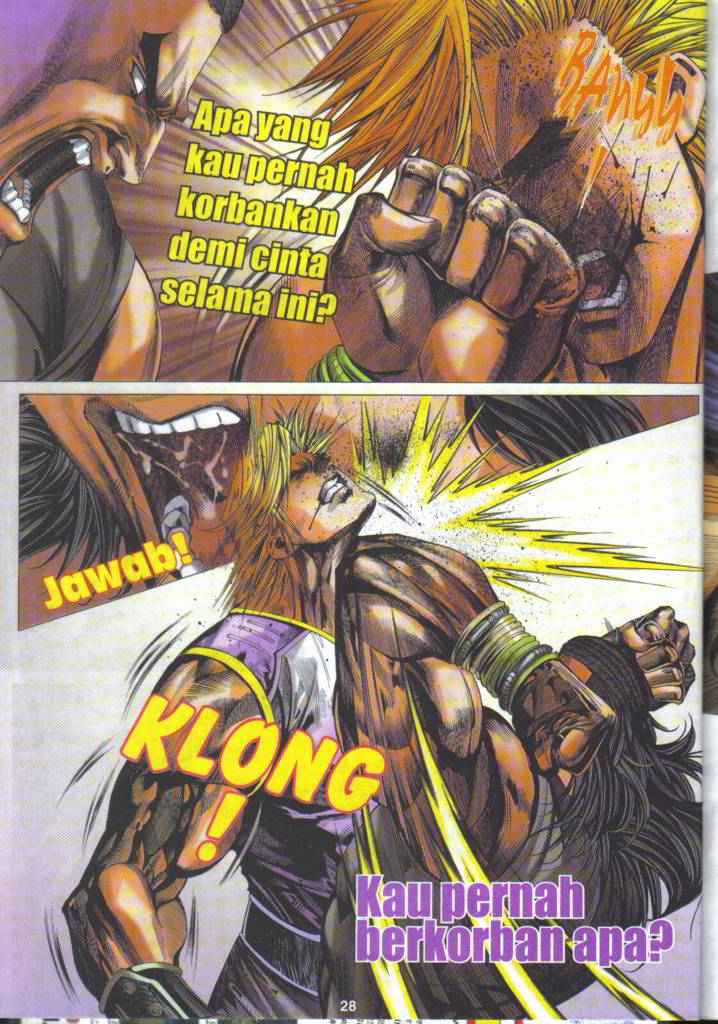 BANGG
!
Apa yang
kau pernah
korbankan
demi cinta
selama ini?
Jawab!
KLONG
!
Kau pernah
berkorban apa?
28